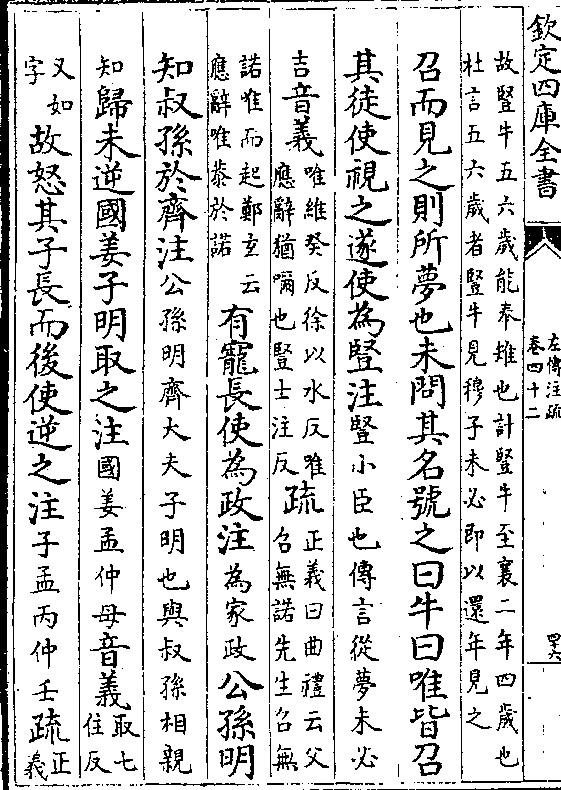 欽定四庫全書
左傳注疏
卷四十二
四六
故豎牛五六歲能奉雉也計豎牛至襄二年四歲也
杜言五六歲者豎牛見穆子未必即以還年見之
召而見之則所夢也未問其名號之曰牛曰唯皆召
其徒使視之遂使為豎注豎小臣也傳言從夢未必
吉音義唯維癸反徐以水反唯
應辭猶嗚也豎士注反疏正義曰曲禮云父
召無諾先生召無
諾唯而起鄭玄云
應辭唯恭於諾有寵長使為政注為家政公孫明
知叔孫於齊注公孫明齊大夫子明也與叔孫相親
知歸未逆國姜子明取之注國姜孟仲母音義取七
住反
又如
字故怒其子長而後使逆之注子孟丙仲壬疏正
義